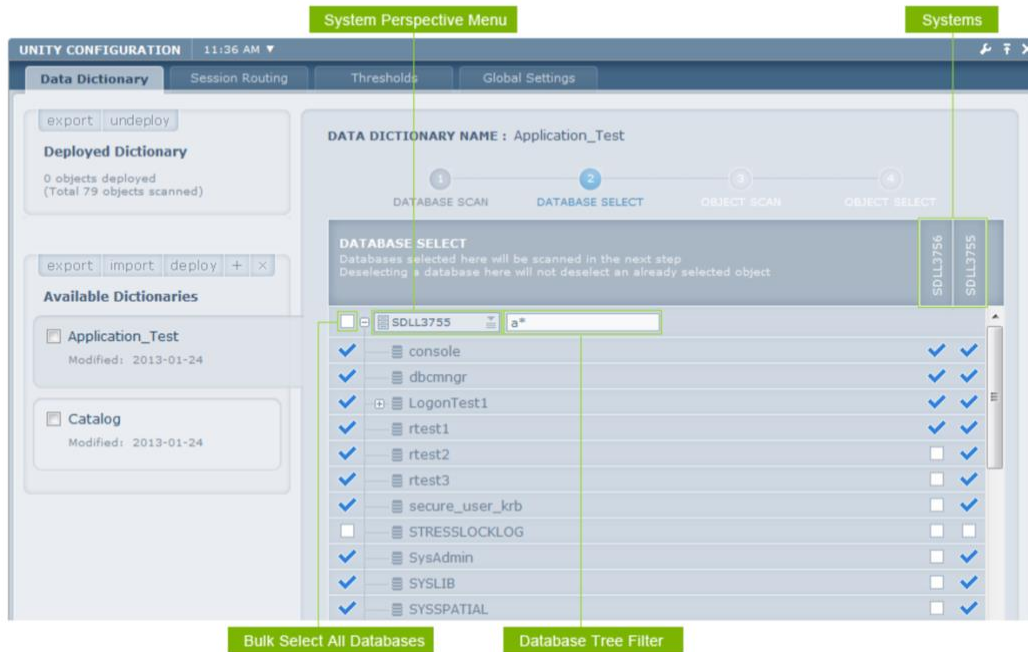 System Perspective Menu
Systems
UNITY CONFIGURATION 11:36 AM ▼
Data Dictionary Session Routing Thresholds Global Settings
export undeploy
Deployed Dictionary
0 objects deployed
(Total 79 objects scanned)
export import deploy + ×
Available Dictionaries
Application_Test
Modified: 2013-01-24
Catalog
Modified: 2013-01-24
DATA DICTIONARY NAME : Application_Test
1 2 3 4
DATABASE SCAN DATABASE SELECT OBJECT SCAN OBJECT SELECT
DATABASE SELECT
Databases selected here will be scanned in the next step
Deselecting a database here will not deselect an already selected object
SDLL3756
SDLL3755
SDLL3755 a*
console
dbcmngr
LogonTest1
rtest1
rtest2
rtest3
secure_user_krb
STRESSLOCKLOG
SysAdmin
SYSLIB
SYSSPATIAL
Bulk Select All Databases
Database Tree Filter